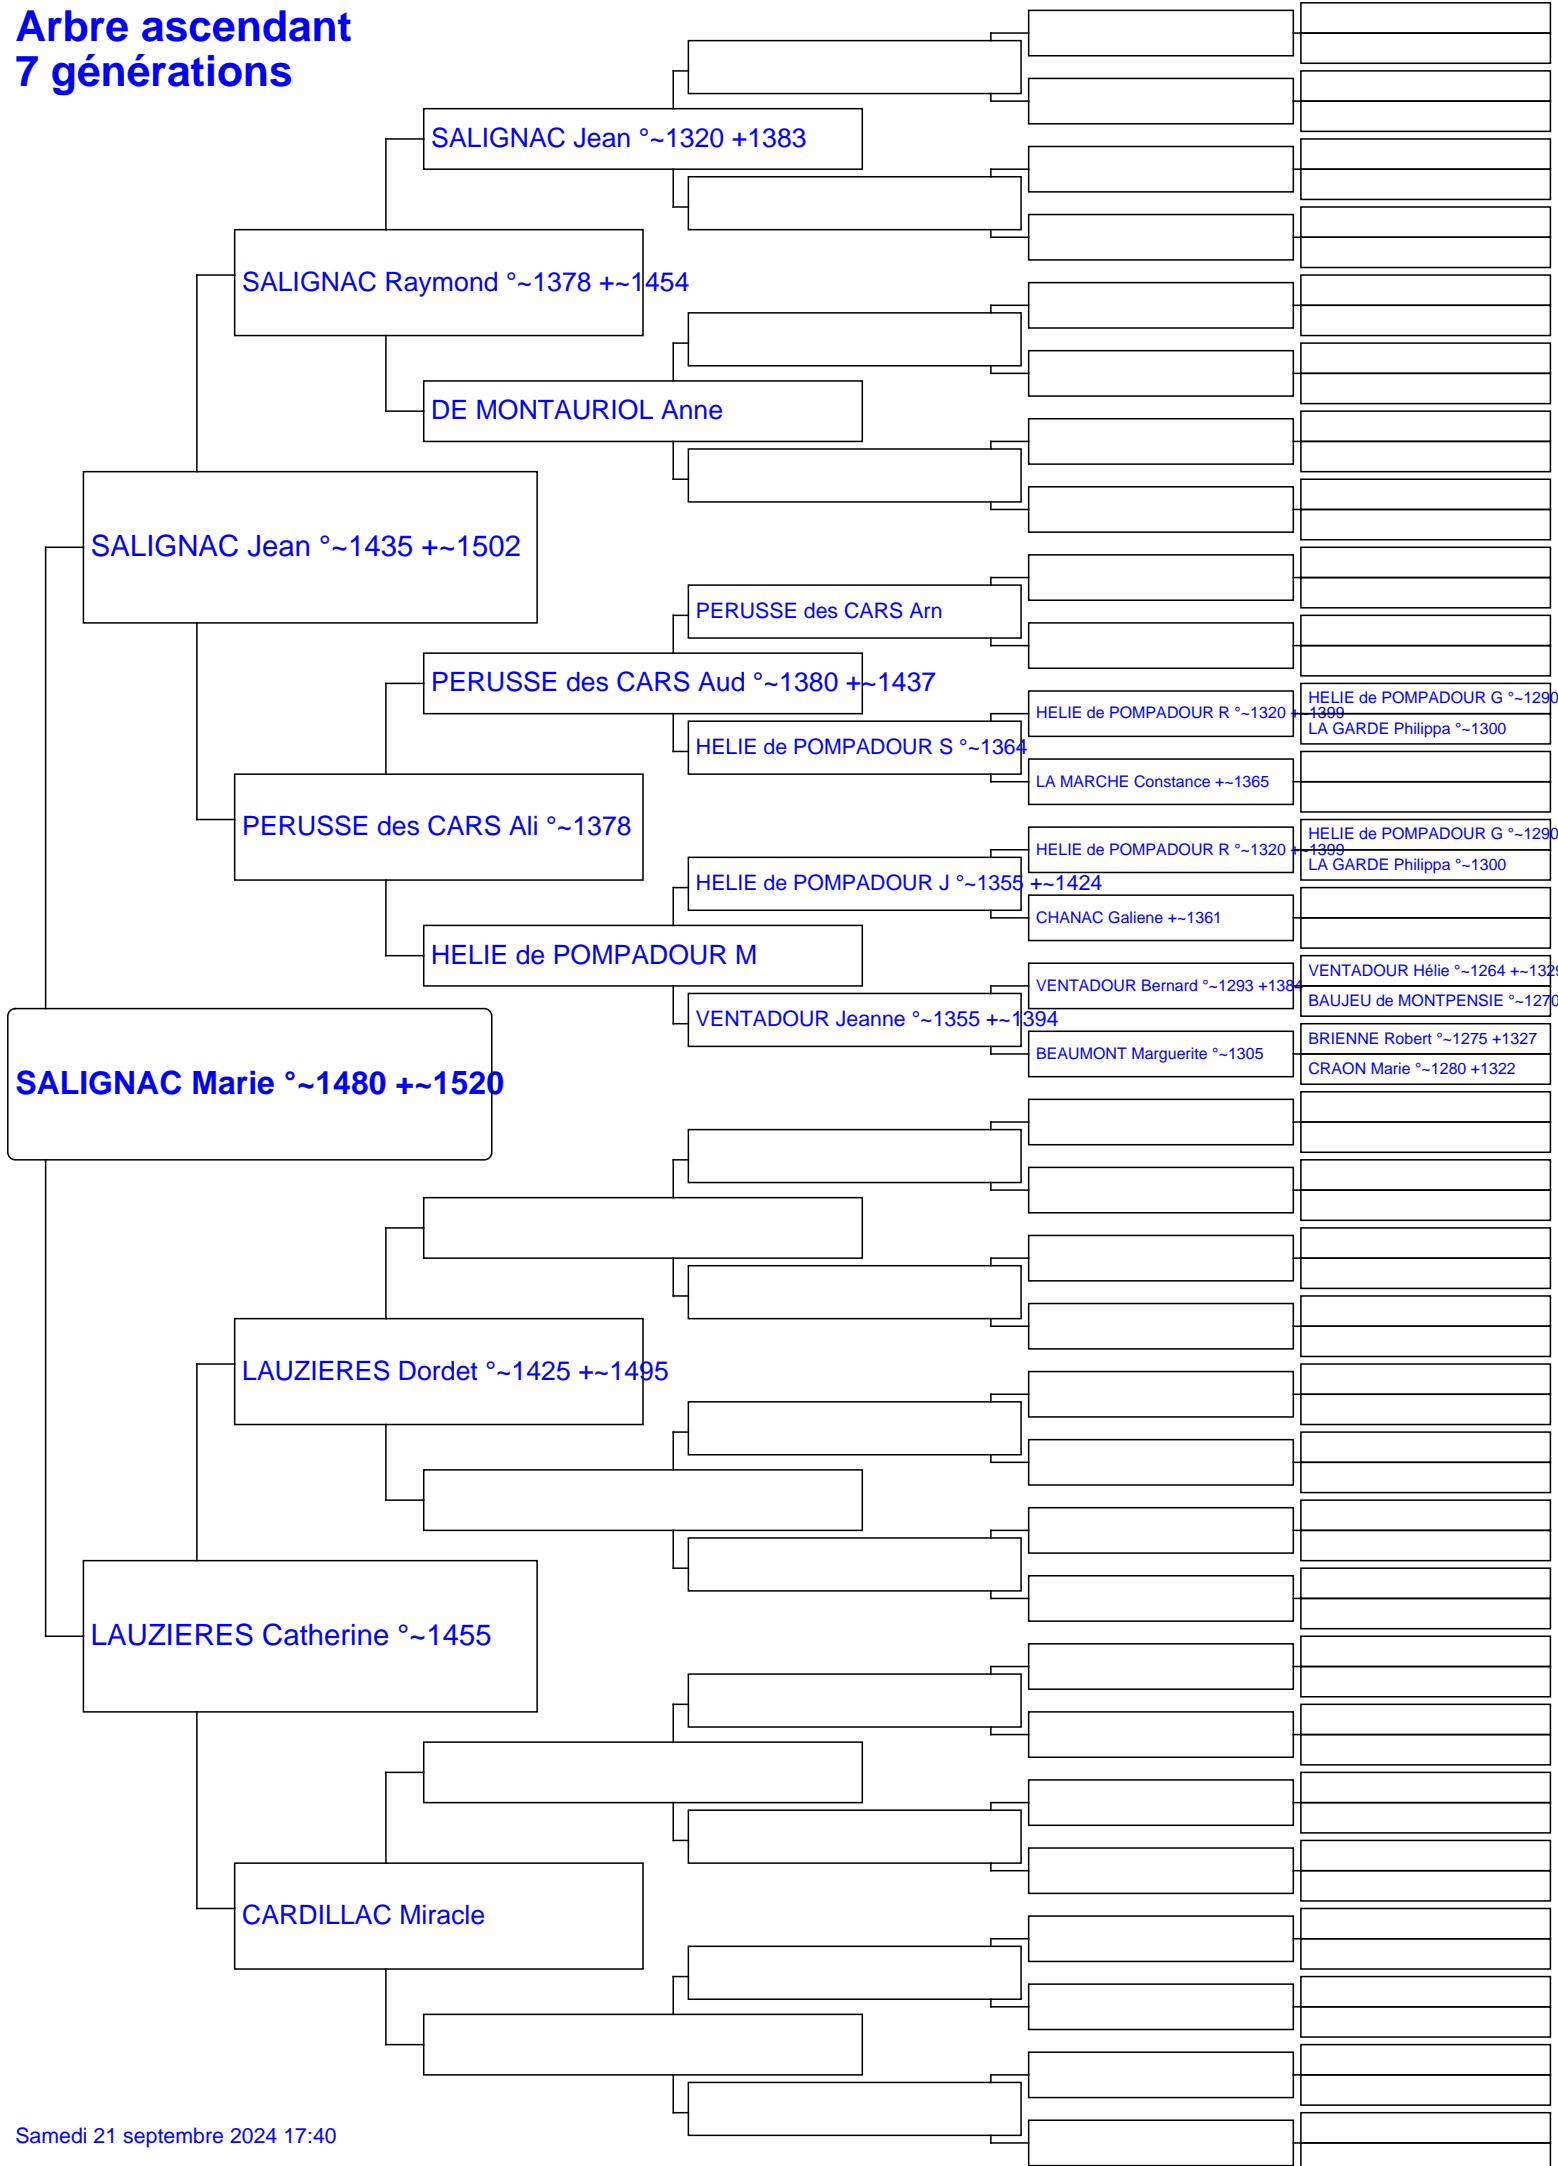 Arbre ascendant
7 générations
SALIGNAC Jean °~1320 +1383
SALIGNAC Raymond °~1378 +~1454
DE MONTAURIOL Anne
SALIGNAC Jean °~1435 +~1502
PERUSSE des CARS Arn
PERUSSE des CARS Aud °~1380 +~1437
HELIE de POMPADOUR G °~1290
HELIE de POMPADOUR R °~1320 +~1399
LA GARDE Philippa °~1300
HELIE de POMPADOUR S °~1364
LA MARCHE Constance +~1365
PERUSSE des CARS Ali °~1378
HELIE de POMPADOUR G °~1290
HELIE de POMPADOUR R °~1320 +~1399
LA GARDE Philippa °~1300
HELIE de POMPADOUR J °~1355 +~1424
CHANAC Galiene +~1361
HELIE de POMPADOUR M
VENTADOUR Hélie °~1264 +~1329
VENTADOUR Bernard °~1293 +1384
BAUJEU de MONTPENSIE °~1270
VENTADOUR Jeanne °~1355 +~1394
BRIENNE Robert °~1275 +1327
BEAUMONT Marguerite °~1305
CRAON Marie °~1280 +1322
SALIGNAC Marie °~1480 +~1520
LAUZIERES Dordet °~1425 +~1495
LAUZIERES Catherine °~1455
CARDILLAC Miracle
Samedi 21 septembre 2024 17:40